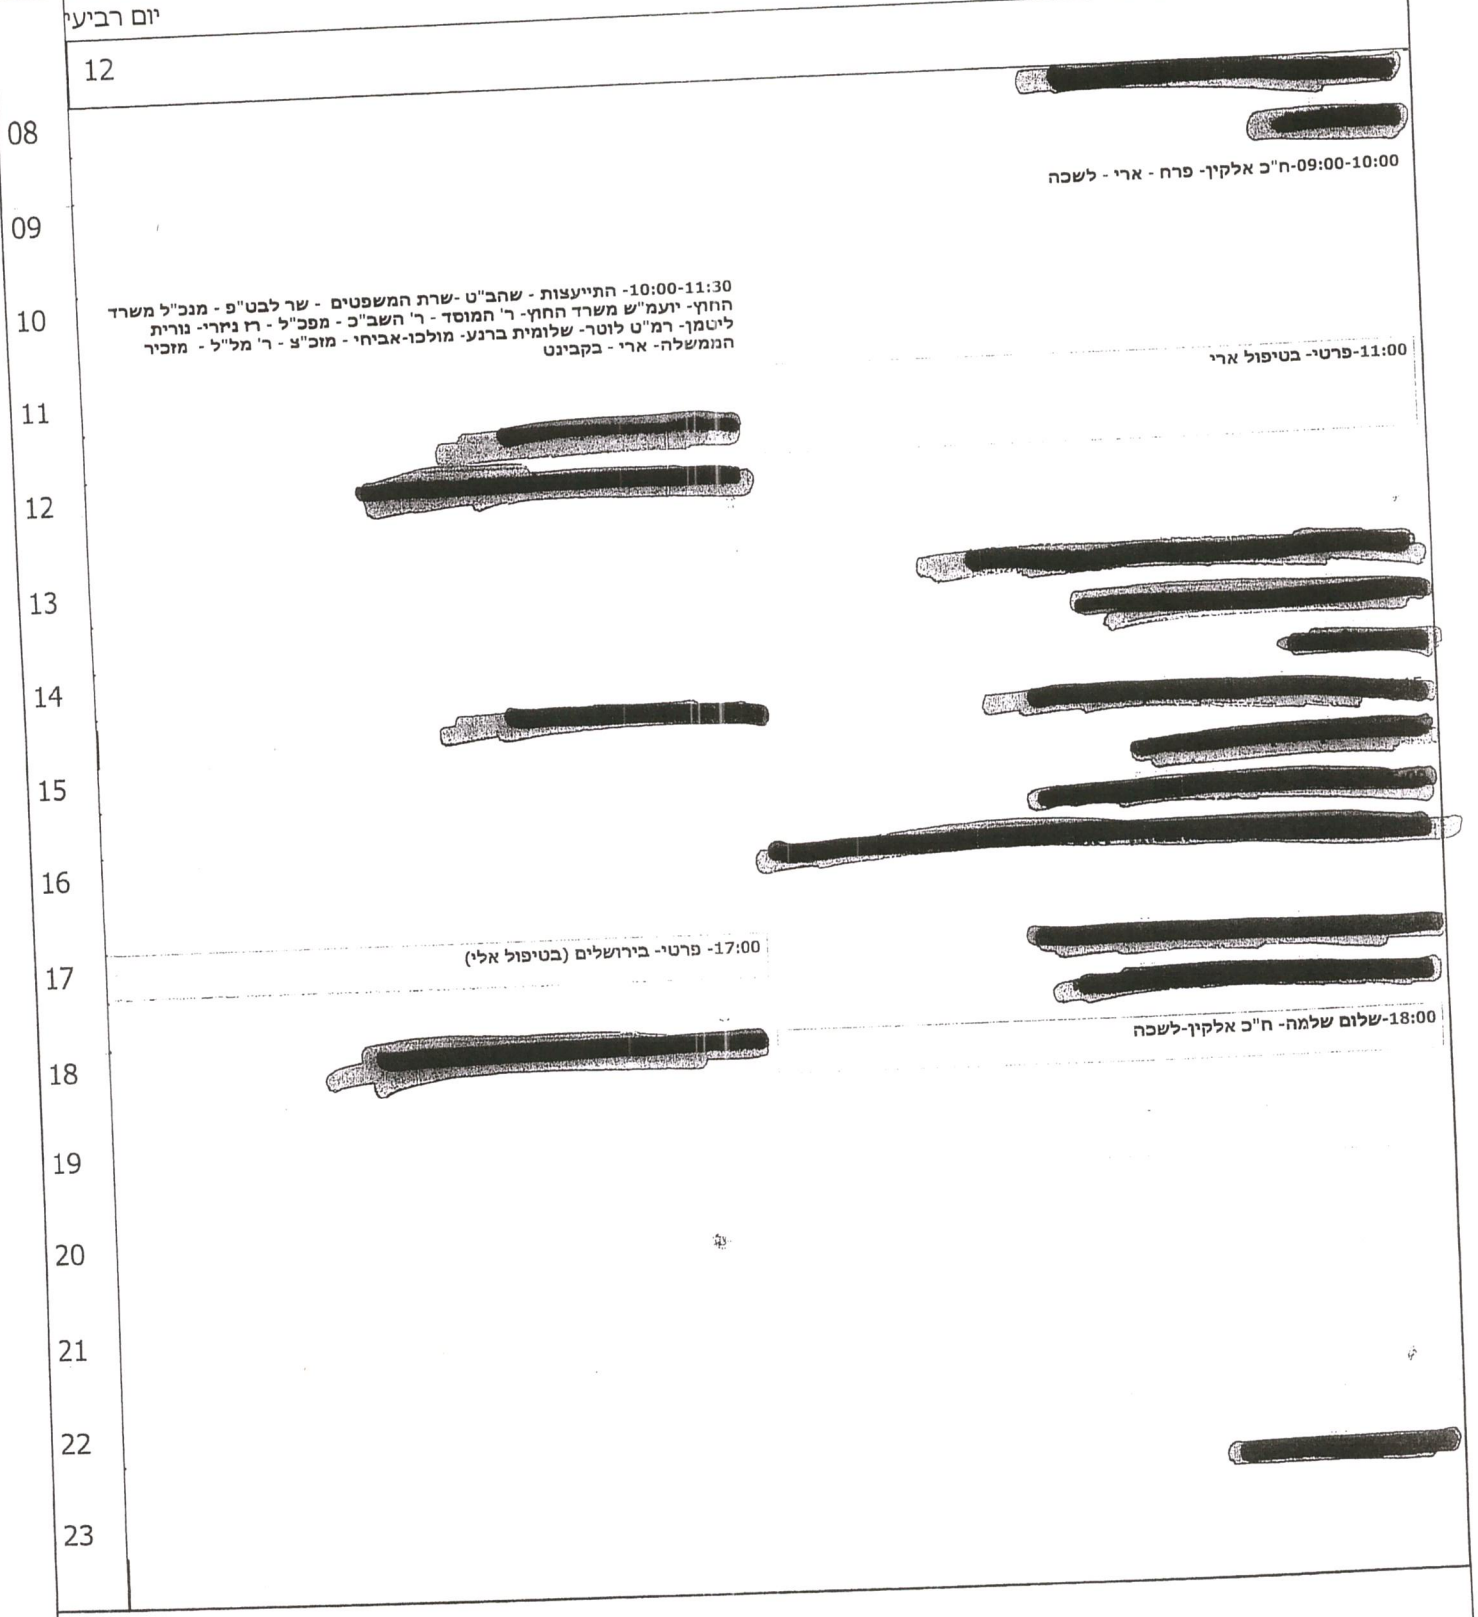 יום רביעי
12
08
09:00-10:00-ח"כ אלקין- פרח - ארי - לשכה
09
10:00-11:30- התייעצות - שהב"ט -שרת המשפטים - שר לבט"פ - מנכ"ל משרד
החוץ- יועמ"ש משרד החוץ- ר' המוסד - ר' השב"כ - מפכ"ל - רז ניזרי- נורית
ליטמן- רמ"ט לוטר- שלומית ברנע- מולכו-אביחי - מזכ"צ - ר' מל"ל - מזכיר
הממשלה- ארי - בקבינט
10
11:00-פרטי- בטיפול ארי
11
12
13
14
15
16
17:00- פרטי- בירושלים (בטיפול אלי)
17
18:00-שלום שלמה- ח"כ אלקין-לשכה
18
19
20
21
22
23